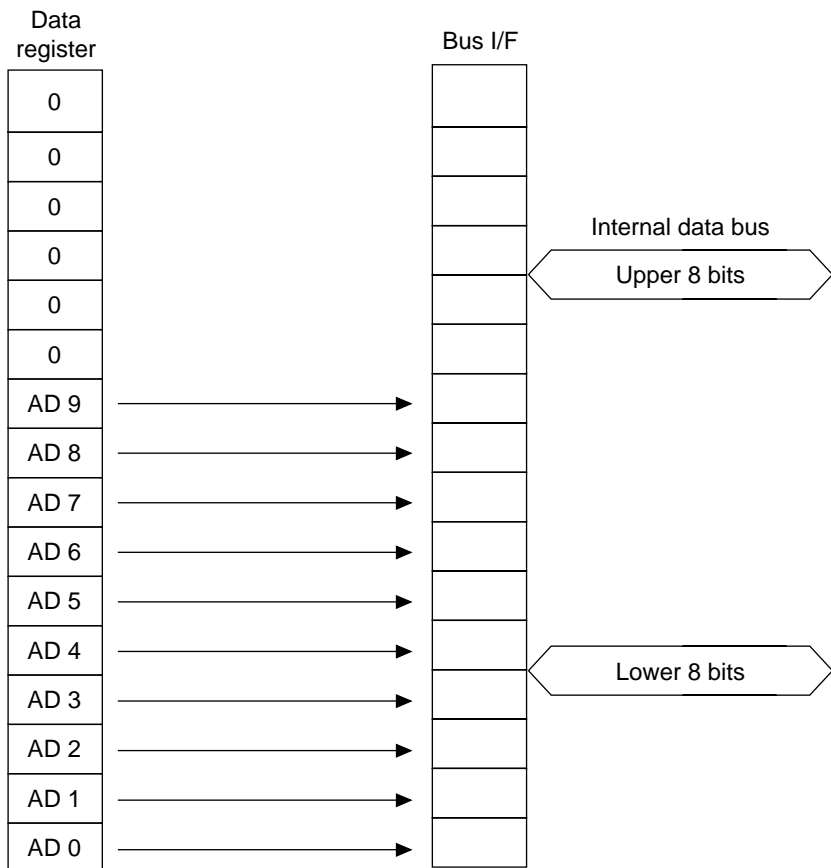 Data
register
Bus I/F
0
0
0
0
0
0
AD 9
AD 8
AD 7
AD 6
AD 5
AD 4
AD 3
AD 2
AD 1
AD 0
Internal data bus
Upper 8 bits
Lower 8 bits